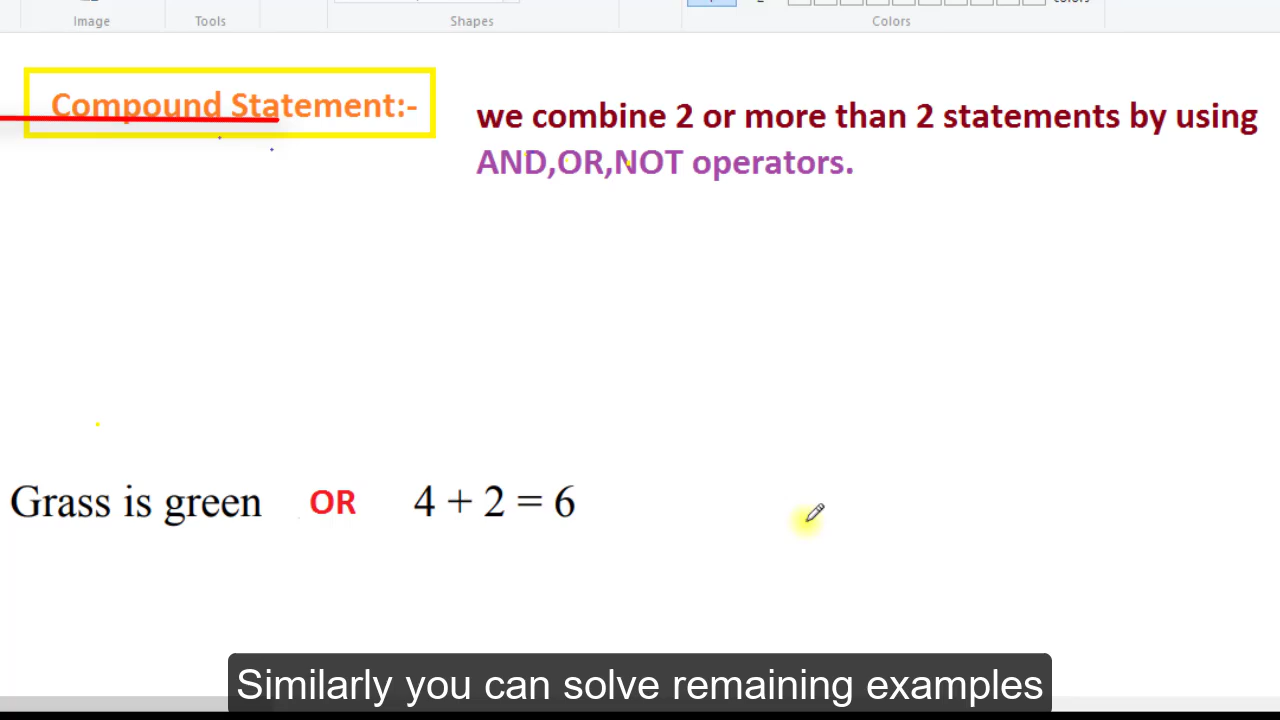 Image Tools Shapes Colors
Compound Statement:-
we combine 2 or more than 2 statements by using
AND,OR,NOT operators.
Grass is green OR 4 + 2 = 6
Similarly you can solve remaining examples